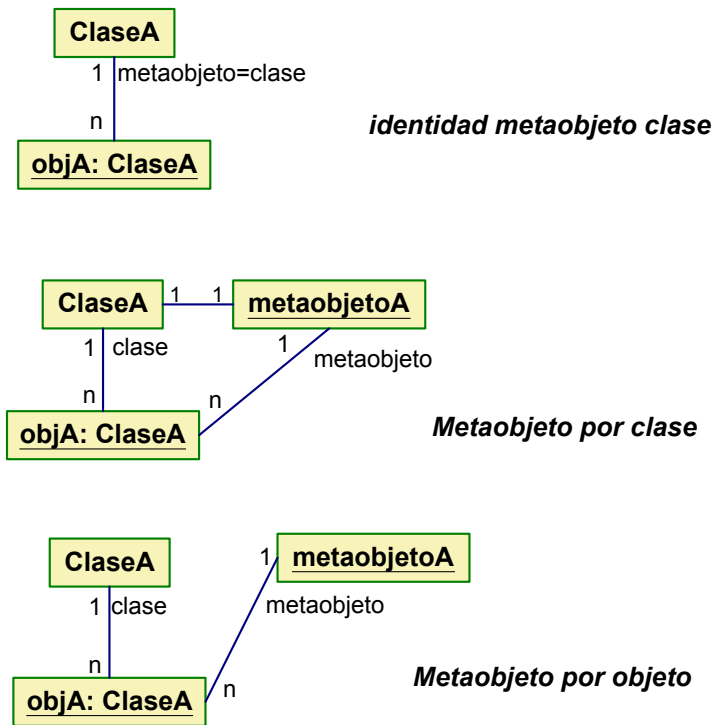 ClaseA
1 metaobjeto=clase
n
identidad metaobjeto clase
objA: ClaseA
ClaseA 1 1 metaobjetoA
1 clase 1
metaobjeto
n n
objA: ClaseA
Metaobjeto por clase
ClaseA 1 metaobjetoA
1 clase metaobjeto
n
objA: ClaseA n
Metaobjeto por objeto